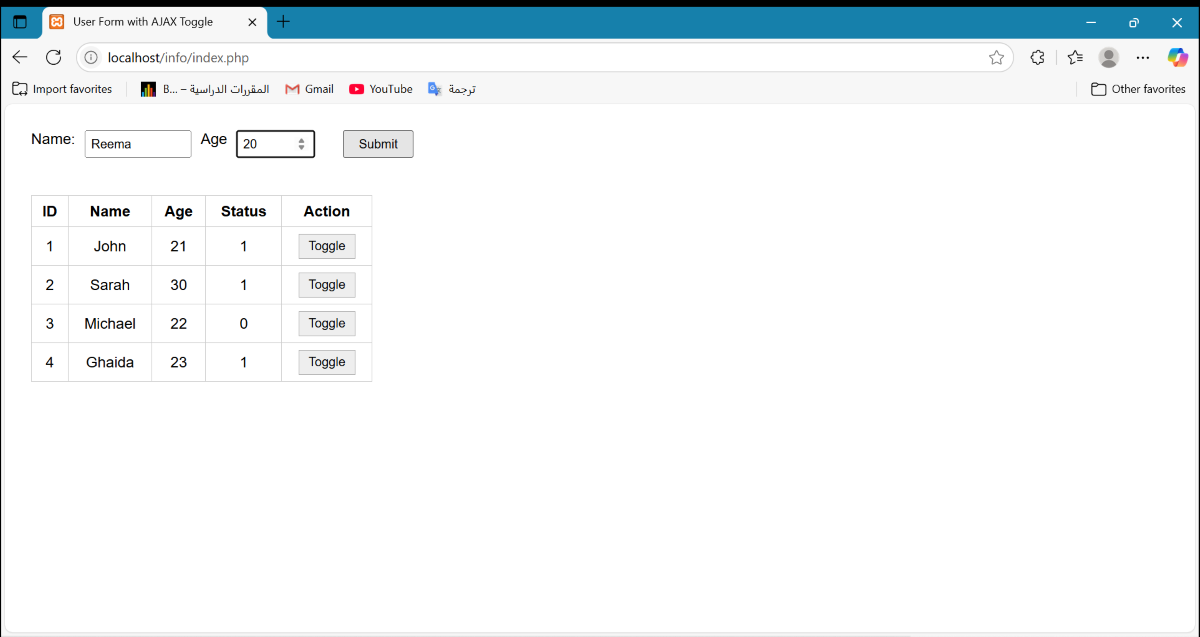 User Form with AJAX Toggle
localhost/info/index.php
Import favorites
B... – المقررات الدراسية
Gmail
YouTube
ترجمة
Other favorites
Name: Reema Age 20 Submit
ID Name Age Status Action
1 John 21 1 Toggle
2 Sarah 30 1 Toggle
3 Michael 22 0 Toggle
4 Ghaida 23 1 Toggle